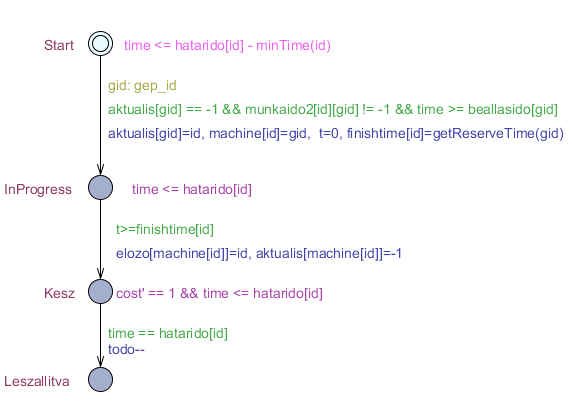 Start time <= hatarido[id] - minTime(id)
gid: gep_id
aktualis[gid] == -1 && munkaido2[id][gid] != -1 && time >= beallasido[gid]
aktualis[gid]=id, machine[id]=gid, t=0, finishtime[id]=getReserveTime(gid)
InProgress time <= hatarido[id]
t>=finishtime[id]
elozo[machine[id]]=id, aktualis[machine[id]]=-1
Kesz cost' == 1 && time <= hatarido[id]
time == hatarido[id]
todo--
Leszallitva